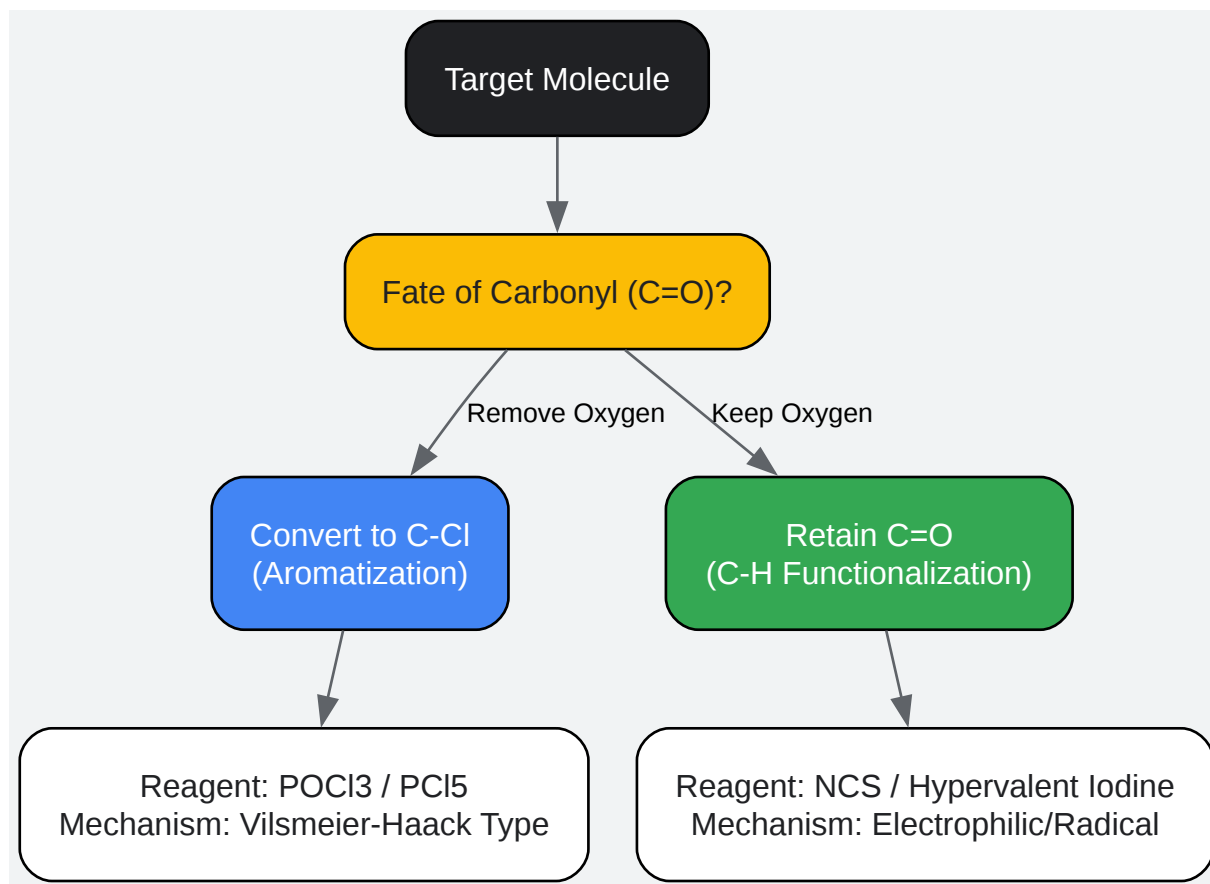 Target Molecule
Fate of Carbonyl (C=O)?
Remove Oxygen
Keep Oxygen
Convert to C-Cl
(Aromatization)
Retain C=O
(C-H Functionalization)
Reagent: POCl3 / PCl5
Mechanism: Vilsmeier-Haack Type
Reagent: NCS / Hypervalent Iodine
Mechanism: Electrophilic/Radical